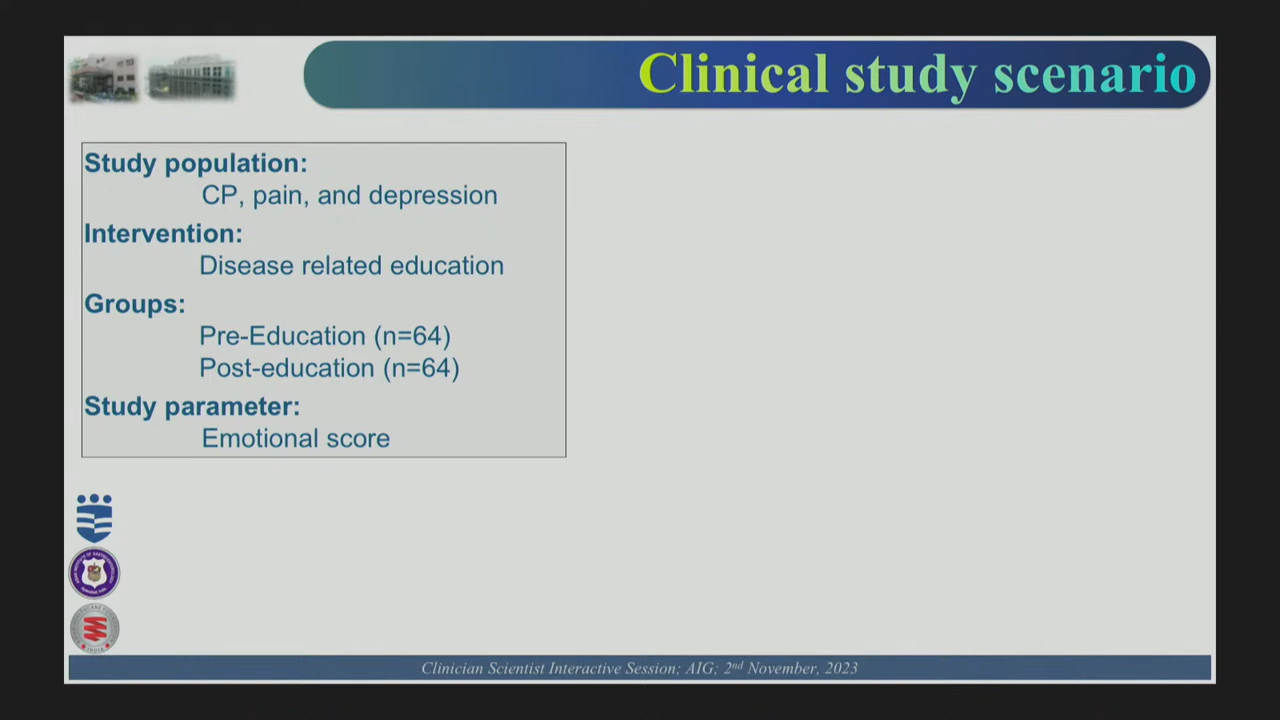 Clinical study scenario
Study population:
CP, pain, and depression
Intervention:
Disease related education
Groups:
Pre-Education (n=64)
Post-education (n=64)
Study parameter:
Emotional score
Clinician Scientist Interactive Session; AIG; 2nd November, 2023